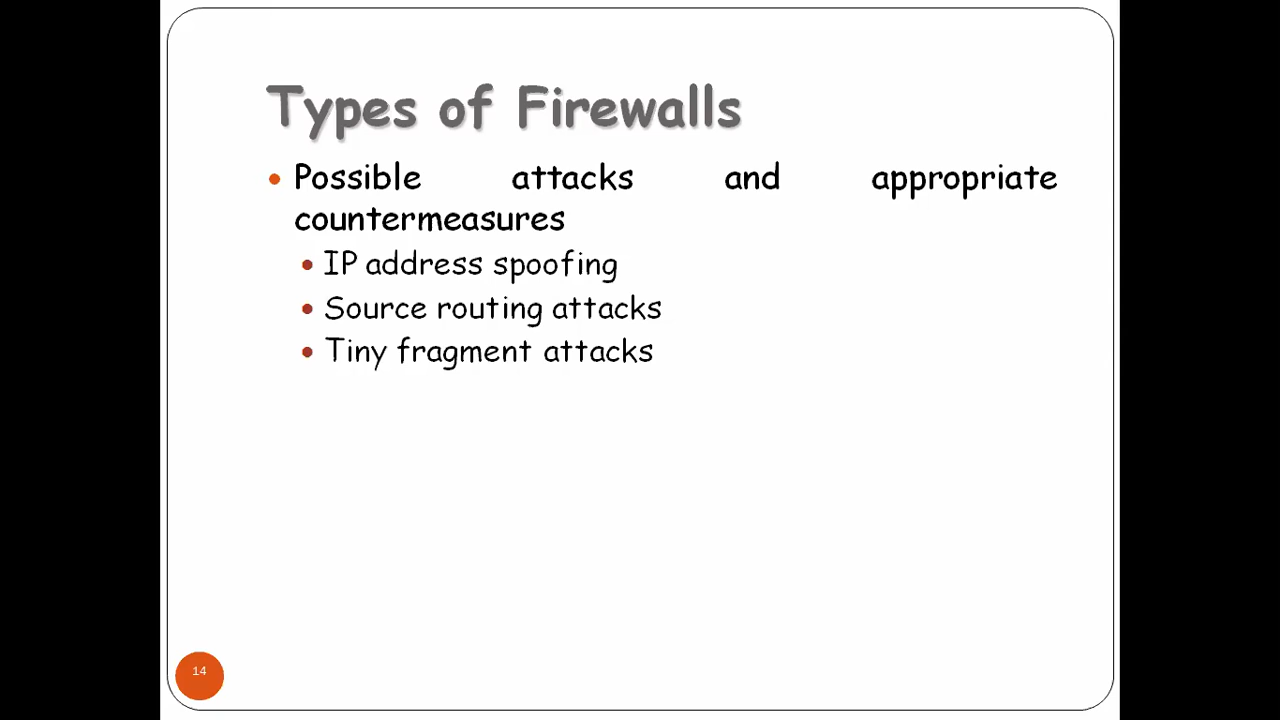 Types of Firewalls
Possible attacks and appropriate
countermeasures
IP address spoofing
Source routing attacks
Tiny fragment attacks
14